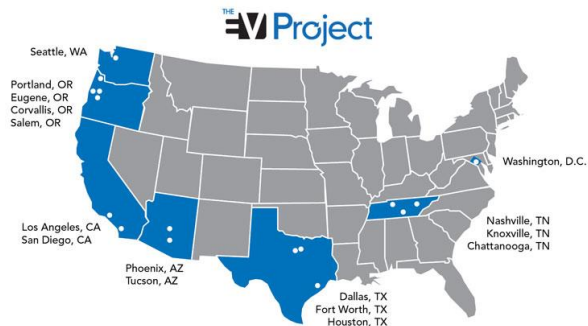 THE
EV Project
Seattle, WA
Portland, OR
Eugene, OR
Corvallis, OR
Salem, OR
Washington, D.C.
Los Angeles, CA
San Diego, CA
Nashville, TN
Knoxville, TN
Chattanooga, TN
Phoenix, AZ
Tucson, AZ
Dallas, TX
Fort Worth, TX
Houston, TX